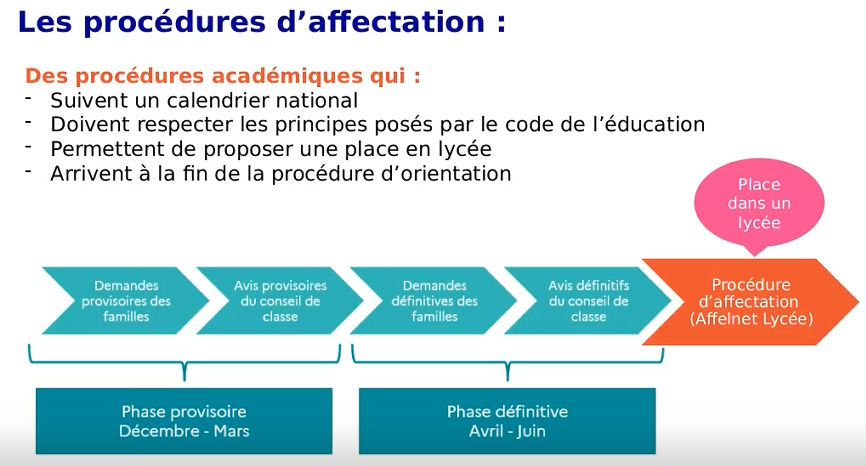 Les procédures d’affectation :
Des procédures académiques qui :
- Suivent un calendrier national
- Doivent respecter les principes posés par le code de l’éducation
- Permettent de proposer une place en lycée
- Arrivent à la fin de la procédure d’orientation
Place
dans un
lycée
Demandes
provisoires des
familles
Avis provisoires
du conseil de
classe
Demandes
définitives des
familles
Avis définitifs
du conseil de
classe
Procédure
d’affectation
(Affelnet Lycée)
Phase provisoire
Décembre - Mars
Phase définitive
Avril - Juin